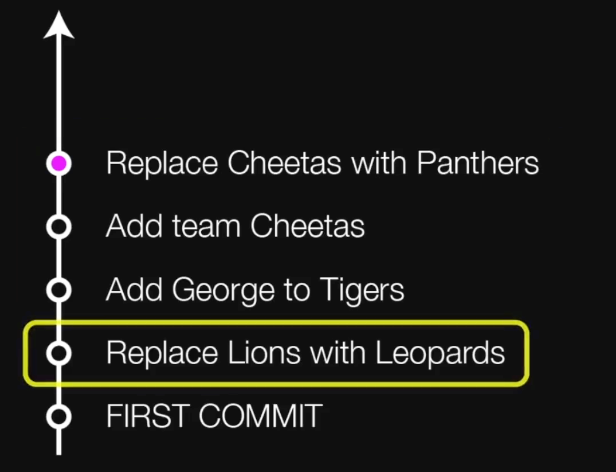 Replace Cheetas with Panthers
Add team Cheetas
Add George to Tigers
Replace Lions with Leopards
FIRST COMMIT